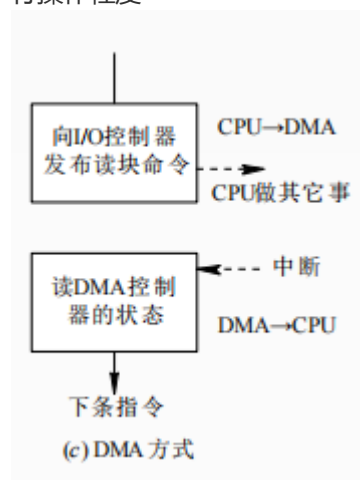 向I/O控制器
发布读块命令
CPU→DMA
CPU做其它事
读DMA控制
器的状态
中断
DMA→CPU
下条指令
(c) DMA 方式